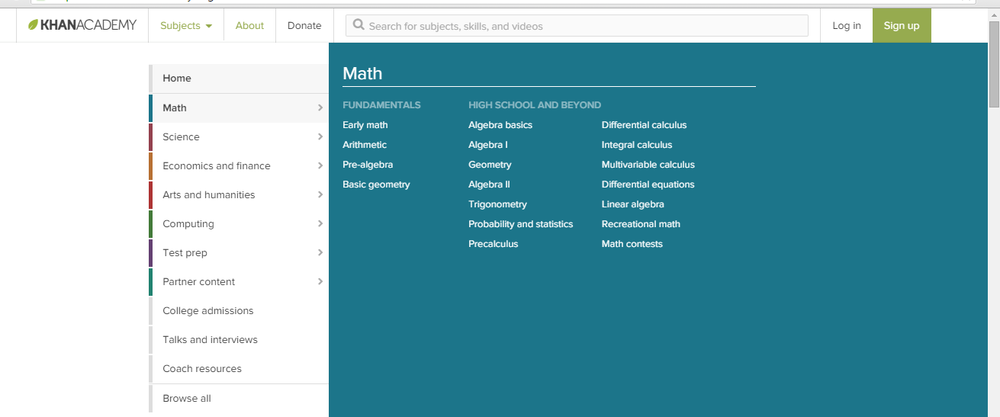 KHANACADEMY
Subjects
About
Donate
Search for subjects, skills, and videos
Log in
Sign up
Home
Math
Science
Economics and finance
Arts and humanities
Computing
Test prep
Partner content
College admissions
Talks and interviews
Coach resources
Browse all
Math
FUNDAMENTALS
Early math
Arithmetic
Pre-algebra
Basic geometry
HIGH SCHOOL AND BEYOND
Algebra basics
Algebra I
Geometry
Algebra II
Trigonometry
Probability and statistics
Precalculus
Differential calculus
Integral calculus
Multivariable calculus
Differential equations
Linear algebra
Recreational math
Math contests